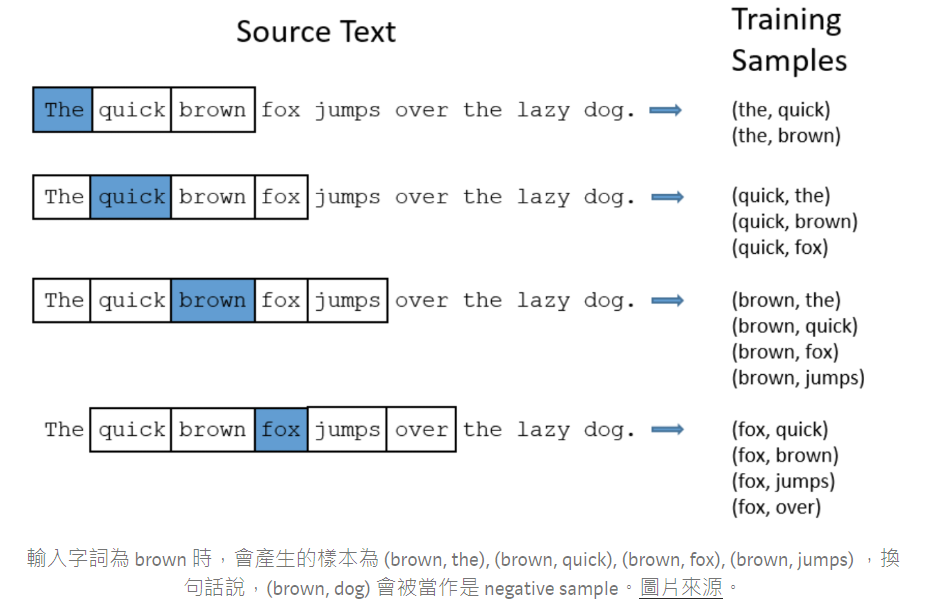 Source Text
Training
Samples
The quick brown fox jumps over the lazy dog.
(the, quick)
(the, brown)
The quick brown fox jumps over the lazy dog.
(quick, the)
(quick, brown)
(quick, fox)
The quick brown fox jumps over the lazy dog.
(brown, the)
(brown, quick)
(brown, fox)
(brown, jumps)
The quick brown fox jumps over the lazy dog.
(fox, quick)
(fox, brown)
(fox, jumps)
(fox, over)
輸入字詞為 brown 時，會產生的樣本為 (brown, the), (brown, quick), (brown, fox), (brown, jumps) ，換
句話說，(brown, dog) 會被當作是 negative sample。圖片來源。